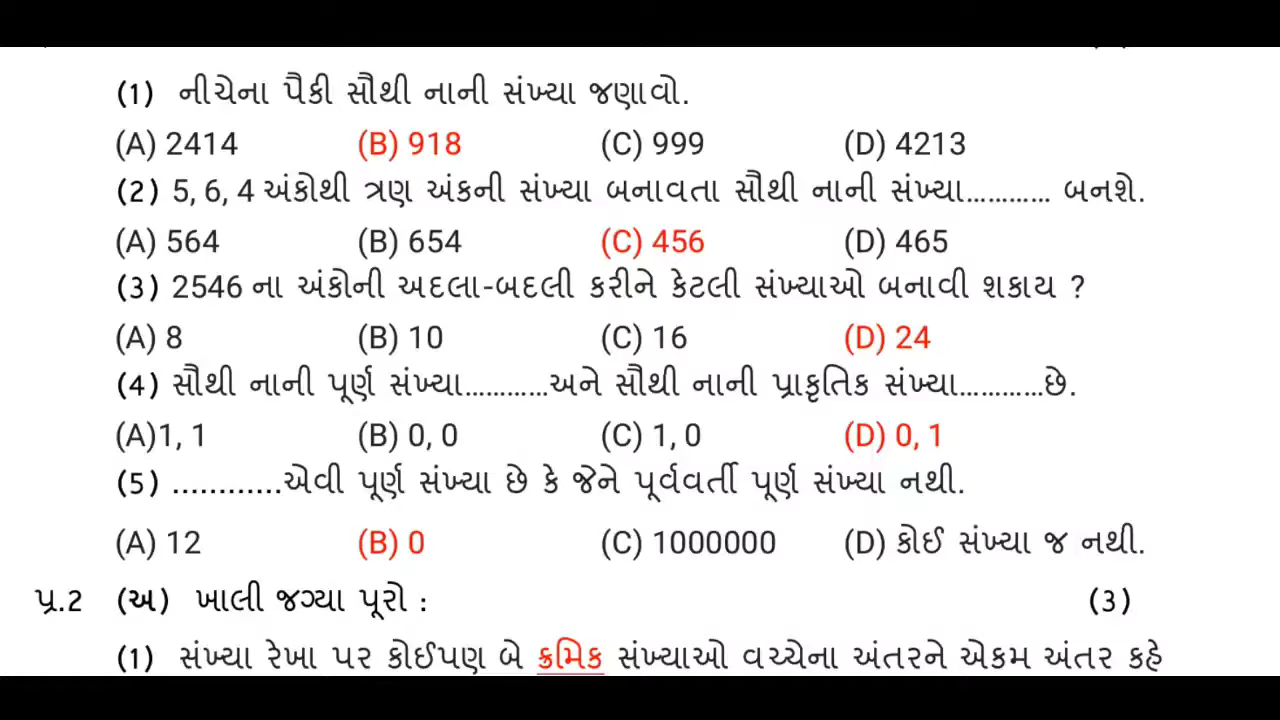 (1) નીચેના પૈકી સૌથી નાની સંખ્યા જણાવો.
(A) 2414 (B) 918 (C) 999 (D) 4213
(2) 5, 6, 4 અંકોથી ત્રણ અંકની સંખ્યા બનાવતા સૌથી નાની સંખ્યા............ બનશે.
(A) 564 (B) 654 (C) 456 (D) 465
(3) 2546 ના અંકોની અદલા-બદલી કરીને કેટલી સંખ્યાઓ બનાવી શકાય ?
(A) 8 (B) 10 (C) 16 (D) 24
(4) સૌથી નાની પૂર્ણ સંખ્યા............અને સૌથી નાની પ્રાકૃતિક સંખ્યા............છે.
(A)1, 1 (B) 0, 0 (C) 1, 0 (D) 0, 1
(5) ............એવી પૂર્ણ સંખ્યા છે કે જેને પૂર્વવર્તી પૂર્ણ સંખ્યા નથી.
(A) 12 (B) 0 (C) 1000000 (D) કોઈ સંખ્યા જ નથી.
પ્ર.2 (અ) ખાલી જગ્યા પૂરો : (3)
(1) સંખ્યા રેખા પર કોઈપણ બે ક્રમિક સંખ્યાઓ વચ્ચેના અંતરને એકમ અંતર કહે